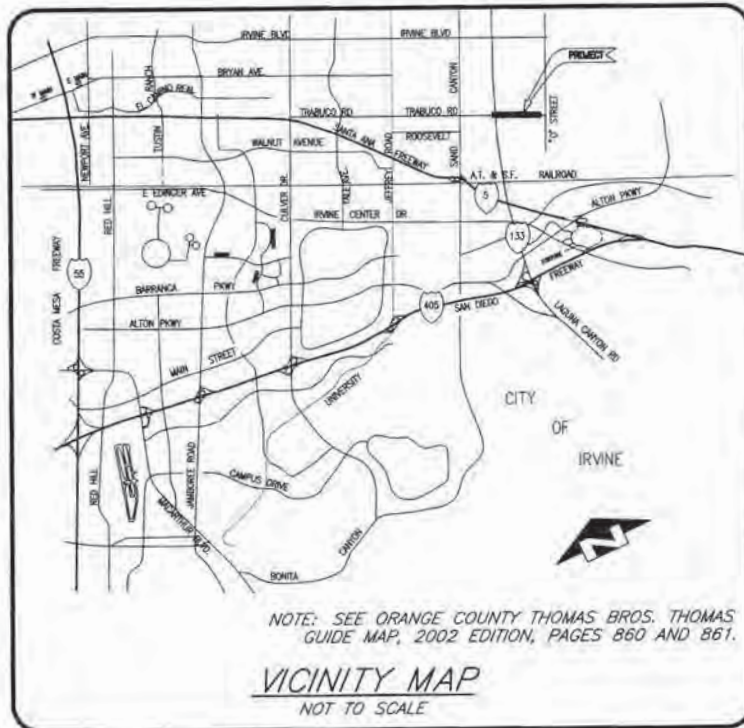 IRVINE BLVD
IRVINE BLVD
BRYAN AVE.
EL CAMINO REAL
RANCH
TUSTIN
CANYON
SAND
PROJECT
TRABUCO RD
TRABUCO RD
"O" STREET
NEWPORT AVE
WALNUT AVENUE
SANTA ANA
FREEWAY
ROOSEVELT
ROAD
JEFFREY
YALE AVE.
CULVER DR.
A.T. & S.F. RAILROAD
E EDINGER AVE
RED HILL
IRVINE CENTER DR
5
ALTON PKWY
133
COSTA MESA FREEWAY
55
BARRANCA PKWY
ALTON PKWY
405
SAN DIEGO FREEWAY
LAGUNA CANYON RD
MAIN STREET
UNIVERSITY
CITY
OF
IRVINE
RED HILL
JAMBOREE ROAD
CAMPUS DRIVE
MACARTHUR BLVD.
BONITA
CANYON
N
NOTE: SEE ORANGE COUNTY THOMAS BROS. THOMAS
GUIDE MAP, 2002 EDITION, PAGES 860 AND 861.
VICINITY MAP
NOT TO SCALE